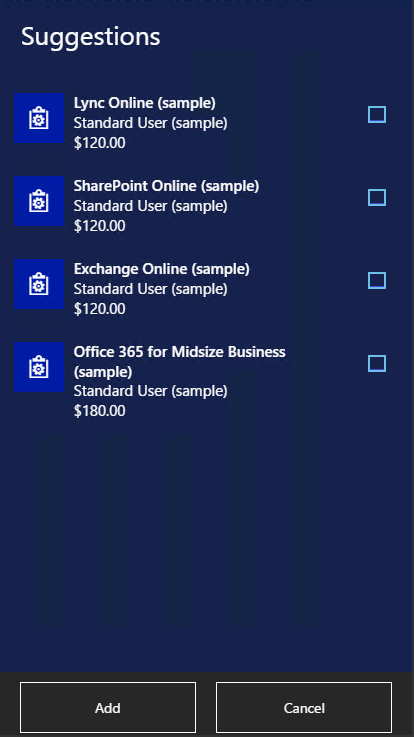 Suggestions
Lync Online (sample)
Standard User (sample)
$120.00
SharePoint Online (sample)
Standard User (sample)
$120.00
Exchange Online (sample)
Standard User (sample)
$120.00
Office 365 for Midsize Business
(sample)
Standard User (sample)
$180.00
Add
Cancel